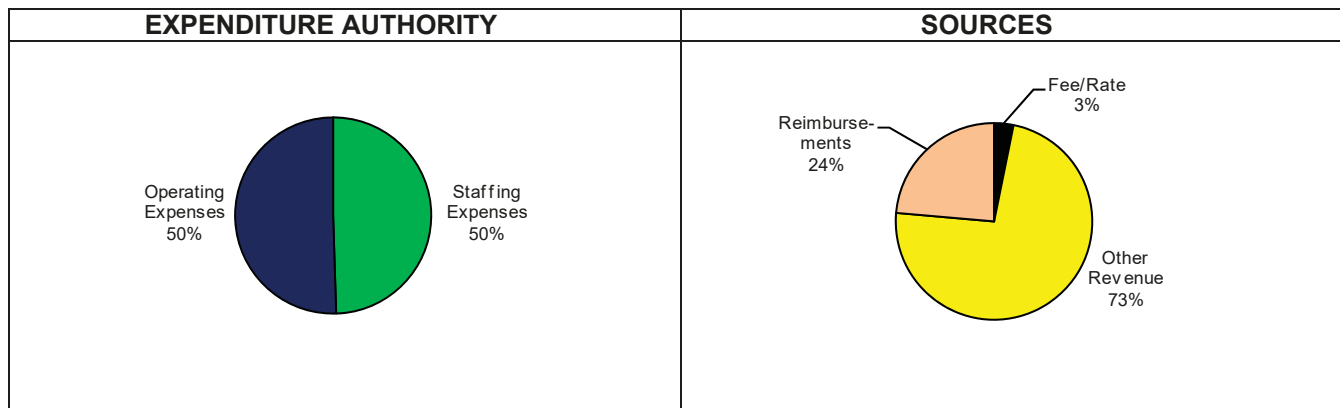 EXPENDITURE AUTHORITY
Operating
Expenses
50%
Staffing
Expenses
50%
SOURCES
Fee/Rate
3%
Reimburse-
ments
24%
Other
Revenue
73%